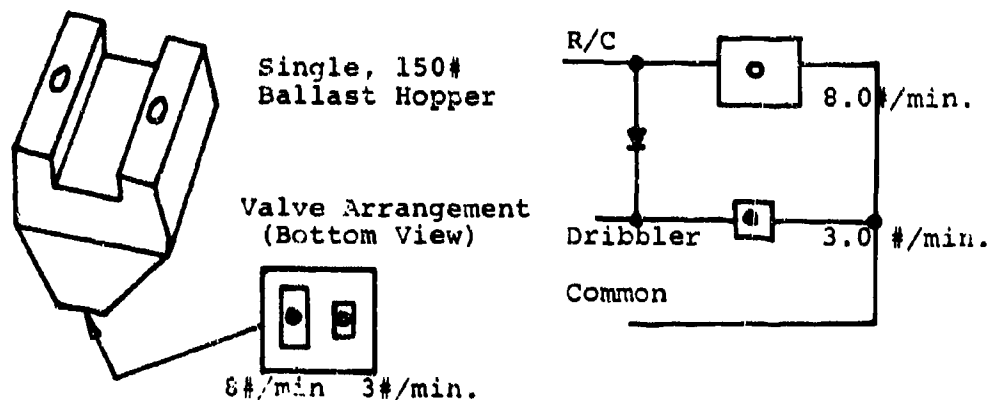 Single, 150#
Ballast Hopper
Valve Arrangement
(Bottom View)
8#/min 3#/min.
R/C
8.0#/min.
Dribbler
3.0 #/min.
Common